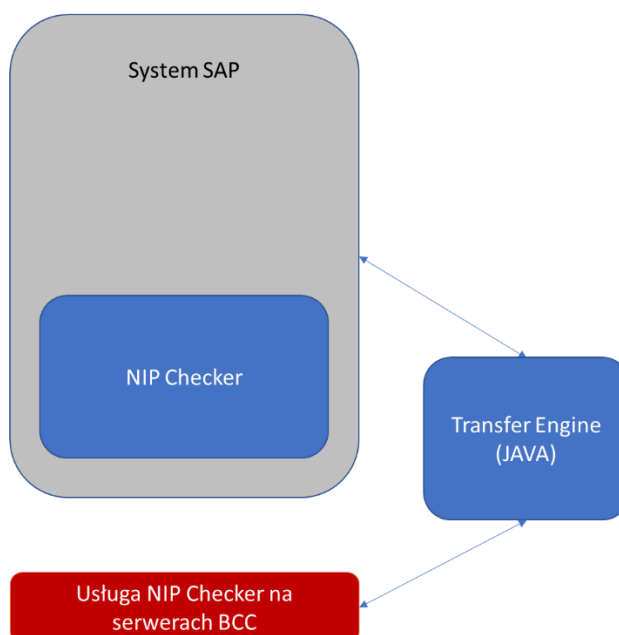 System SAP
NIP Checker
Transfer Engine
(JAVA)
Usługa NIP Checker na
serwerach BCC